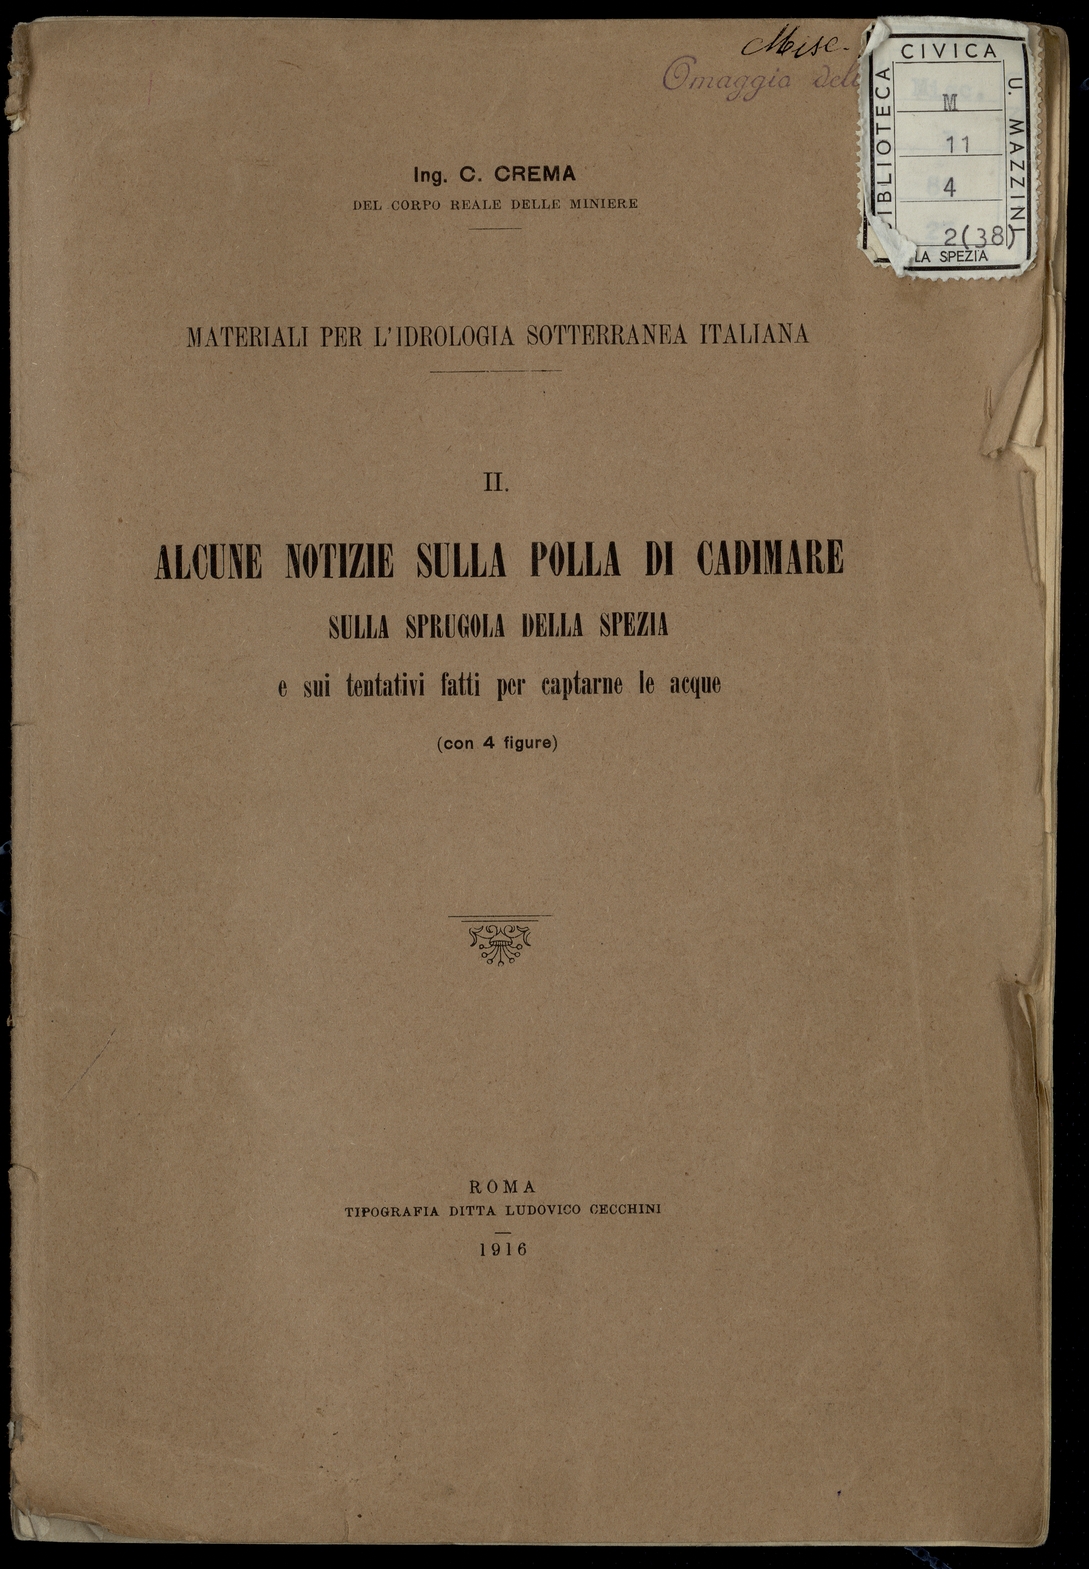 Misc.
Omaggio dell
BIBLIOTECA
CIVICA
U. MAZZINI
M
11
4
2(38)
LA SPEZIA
Ing. C. CREMA
DEL CORPO REALE DELLE MINIERE
MATERIALI PER L'IDROLOGIA SOTTERRANEA ITALIANA
II.
ALCUNE NOTIZIE SULLA POLLA DI CADIMARE
SULLA SPRUGOLA DELLA SPEZIA
e sui tentativi fatti per captarne le acque
(con 4 figure)
ROMA
TIPOGRAFIA DITTA LUDOVICO CECCHINI
1916